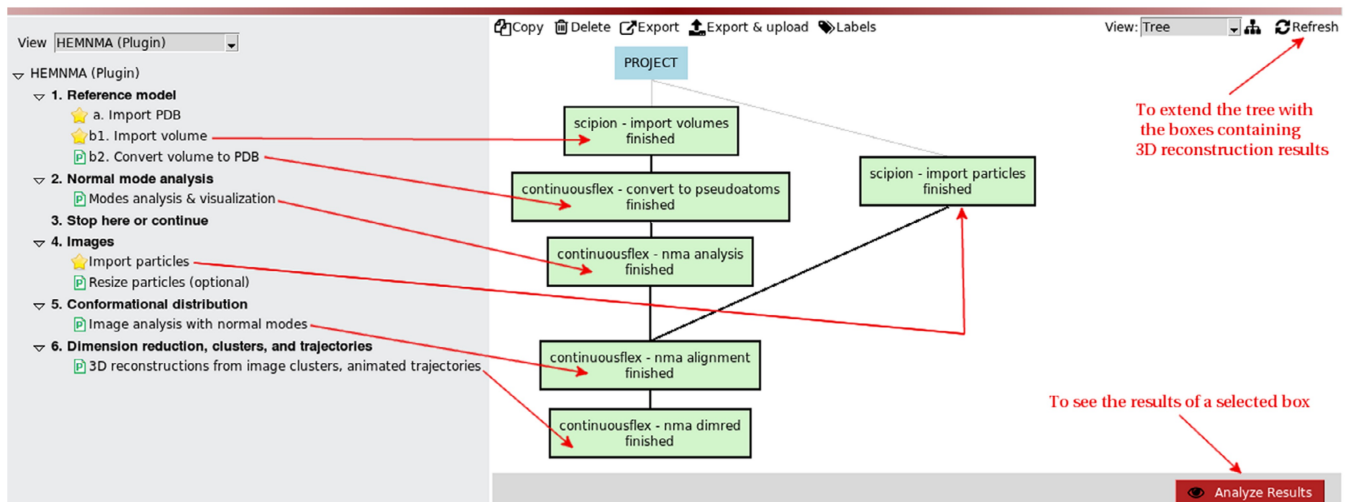 View HEMNMA (Plugin)
HEMNMA (Plugin)
1. Reference model
a. Import PDB
b1. Import volume
b2. Convert volume to PDB
2. Normal mode analysis
Modes analysis & visualization
3. Stop here or continue
4. Images
Import particles
Resize particles (optional)
5. Conformational distribution
Image analysis with normal modes
6. Dimension reduction, clusters, and trajectories
3D reconstructions from image clusters, animated trajectories
Copy Delete Export Export & upload Labels
View: Tree Refresh
PROJECT
scipion - import volumes
finished
continuousflex - convert to pseudoatoms
finished
continuousflex - nma analysis
finished
scipion - import particles
finished
continuousflex - nma alignment
finished
continuousflex - nma dimred
finished
To extend the tree with
the boxes containing
3D reconstruction results
To see the results of a selected box
Analyze Results